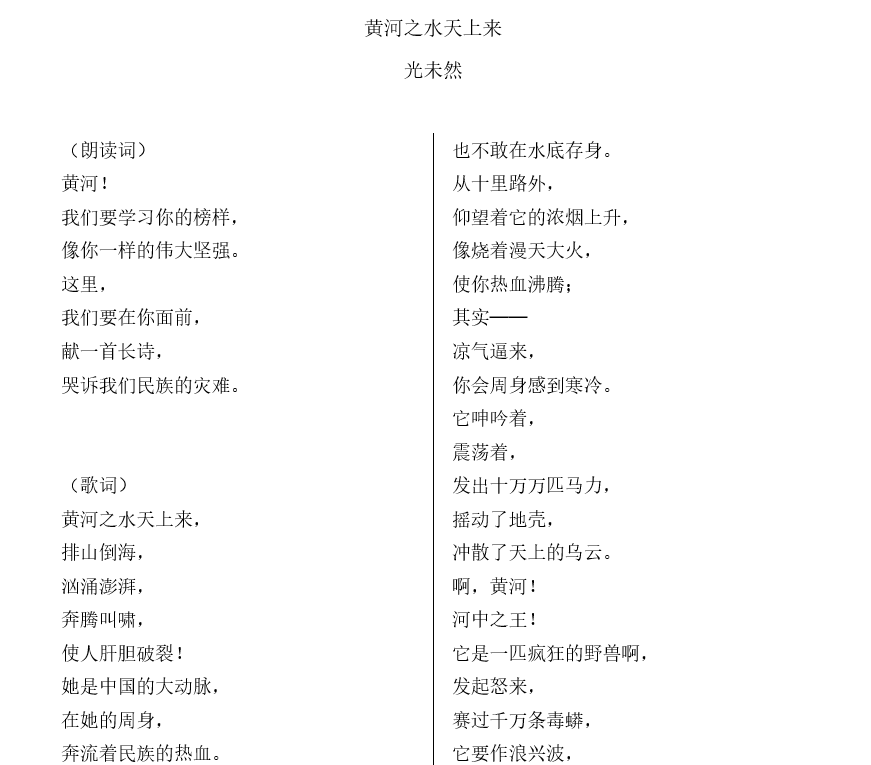 黄河之水天上来
光未然
（朗读词）
黄河！
我们要学习你的榜样，
像你一样的伟大坚强。
这里，
我们要在你面前，
献一首长诗，
哭诉我们民族的灾难。
（歌词）
黄河之水天上来，
排山倒海，
汹涌澎湃，
奔腾叫啸，
使人肝胆破裂！
她是中国的大动脉，
在她的周身，
奔流着民族的热血。
也不敢在水底存身。
从十里路外，
仰望着它的浓烟上升，
像烧着漫天大火，
使你热血沸腾；
其实——
凉气逼来，
你会周身感到寒冷。
它呻吟着，
震荡着，
发出十万万匹马力，
摇动了地壳，
冲散了天上的乌云。
啊，黄河！
河中之王！
它是一匹疯狂的野兽啊，
发起怒来，
赛过千万条毒蟒，
它要作浪兴波，